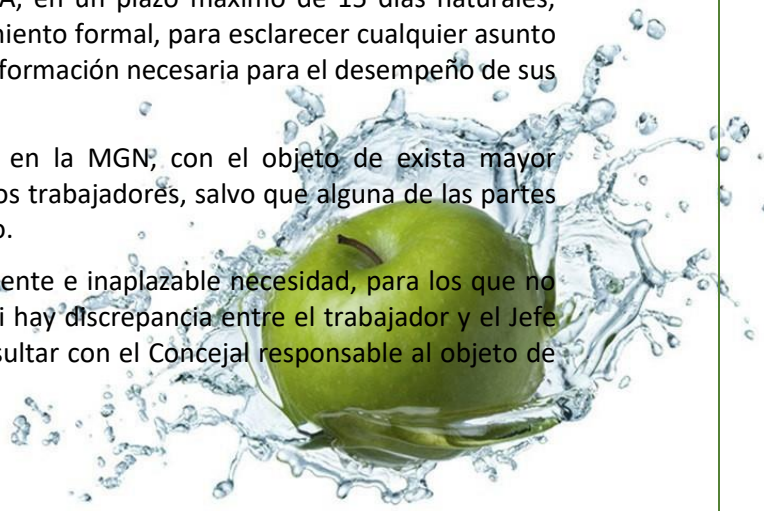 A, en un plazo máximo de 15 días naturales,
miento formal, para esclarecer cualquier asunto
formación necesaria para el desempeño de sus
en la MGN, con el objeto de exista mayor
os trabajadores, salvo que alguna de las partes
o.
ente e inaplazable necesidad, para los que no
i hay discrepancia entre el trabajador y el Jefe
sultar con el Concejal responsable al objeto de